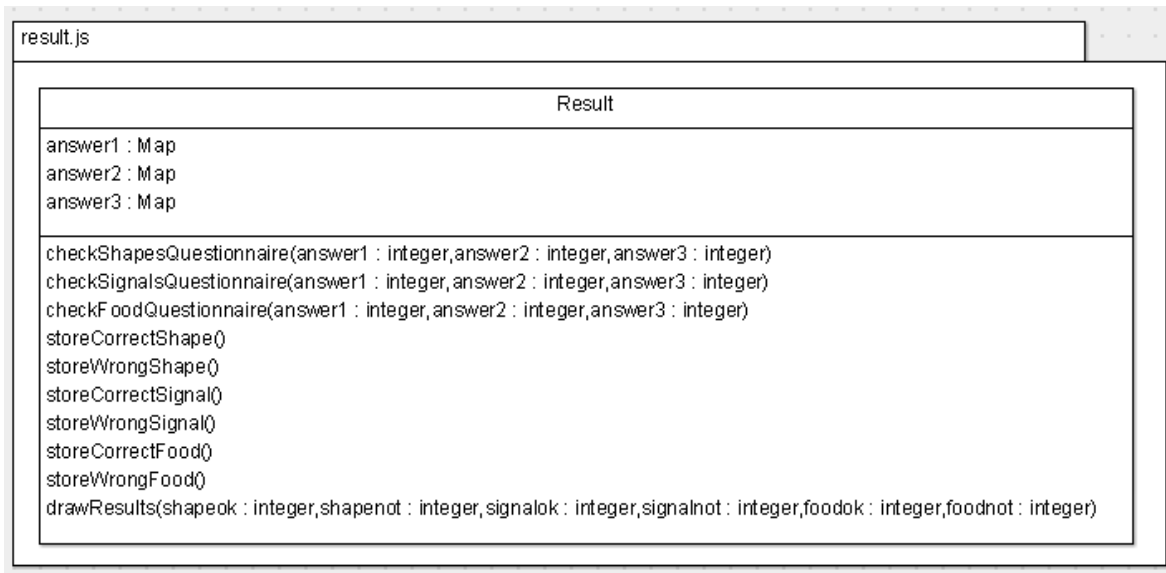 result.js
Result
answer1 : Map
answer2 : Map
answer3 : Map
checkShapesQuestionnaire(answer1 : integer,answer2 : integer,answer3 : integer)
checkSignalsQuestionnaire(answer1 : integer,answer2 : integer,answer3 : integer)
checkFoodQuestionnaire(answer1 : integer,answer2 : integer,answer3 : integer)
storeCorrectShape()
storeWrongShape()
storeCorrectSignal()
storeWrongSignal()
storeCorrectFood()
storeWrongFood()
drawResults(shapeok : integer,shapenot : integer,signalok : integer,signalnot : integer,foodok : integer,foodnot : integer)